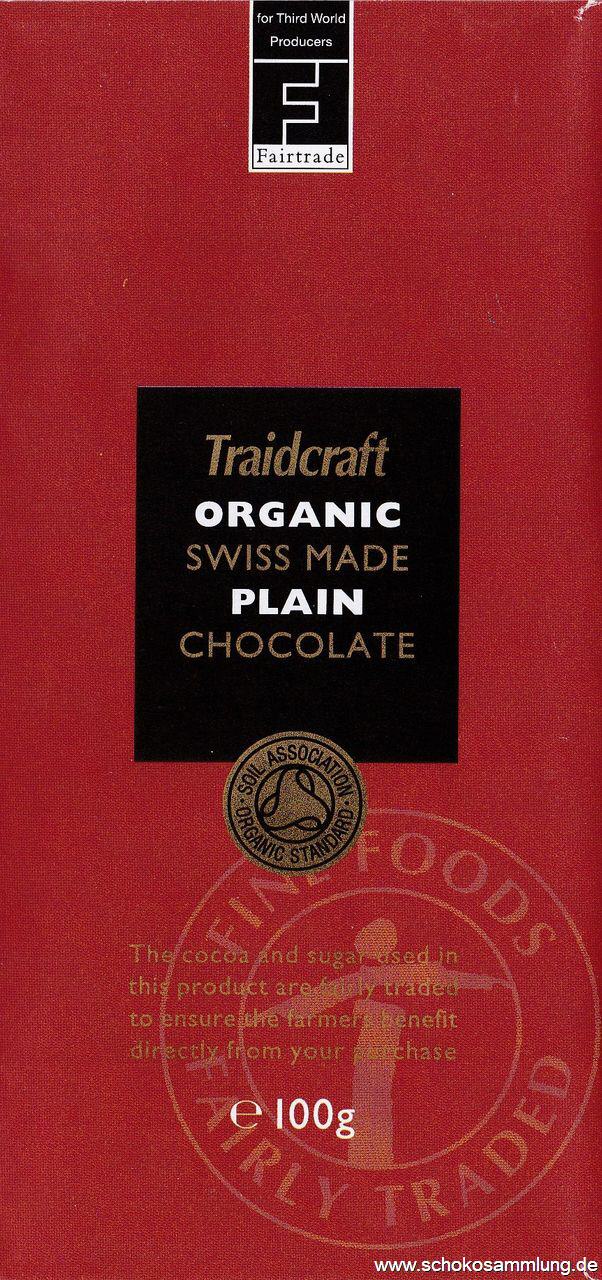 for Third World
Producers
Fairtrade
Traidcraft
ORGANIC
SWISS MADE
PLAIN
CHOCOLATE
SOIL ASSOCIATION
ORGANIC STANDARD
FINE FOODS
The cocoa and sugar used in
this product are fairly traded
to ensure the farmers benefit
directly from your purchase
℮ 100g
FAIRLY TRADED
www.schokosammlung.de